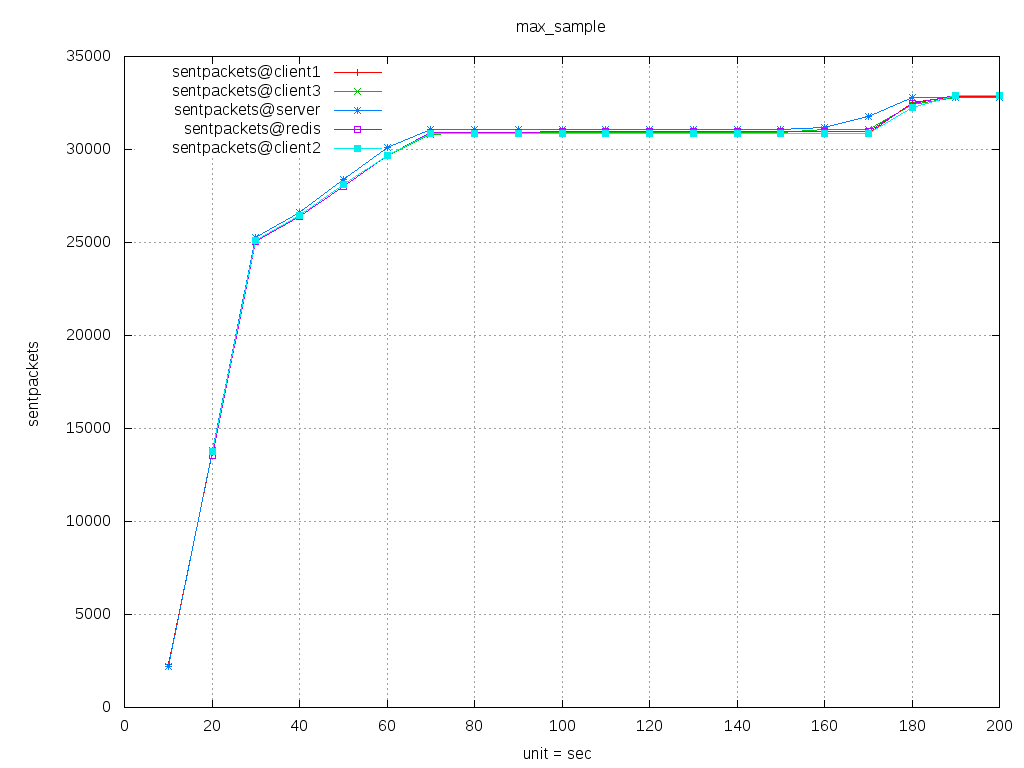 max_sample
35000
30000
25000
20000
15000
10000
5000
0
sentpackets@client1
sentpackets@client3
sentpackets@server
sentpackets@redis
sentpackets@client2
sentpackets
0 20 40 60 80 100 120 140 160 180 200
unit = sec